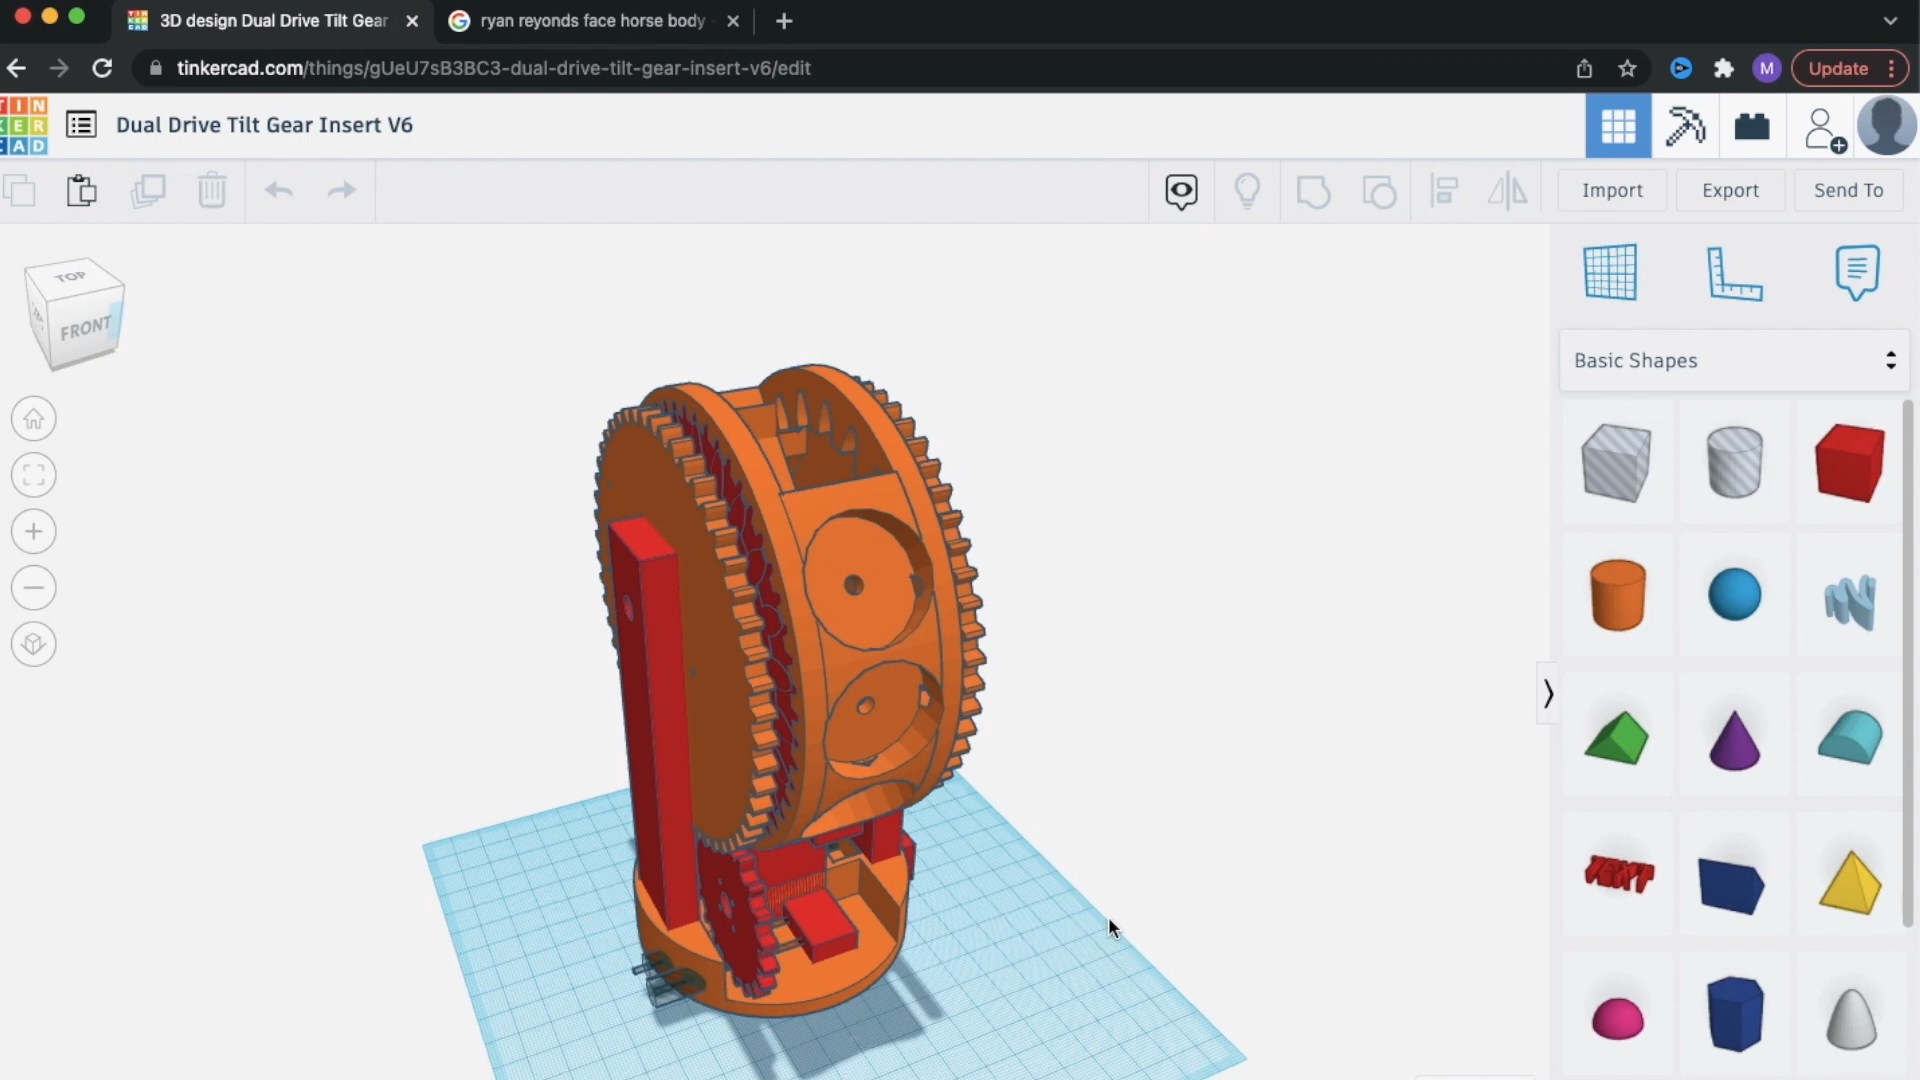 3D design Dual Drive Tilt Gear
ryan reyonds face horse body
tinkercad.com/things/gUeU7sB3BC3-dual-drive-tilt-gear-insert-v6/edit
M
Update
TIN
KER
CAD
Dual Drive Tilt Gear Insert V6
Import
Export
Send To
TOP
FRONT
Basic Shapes
TEXT